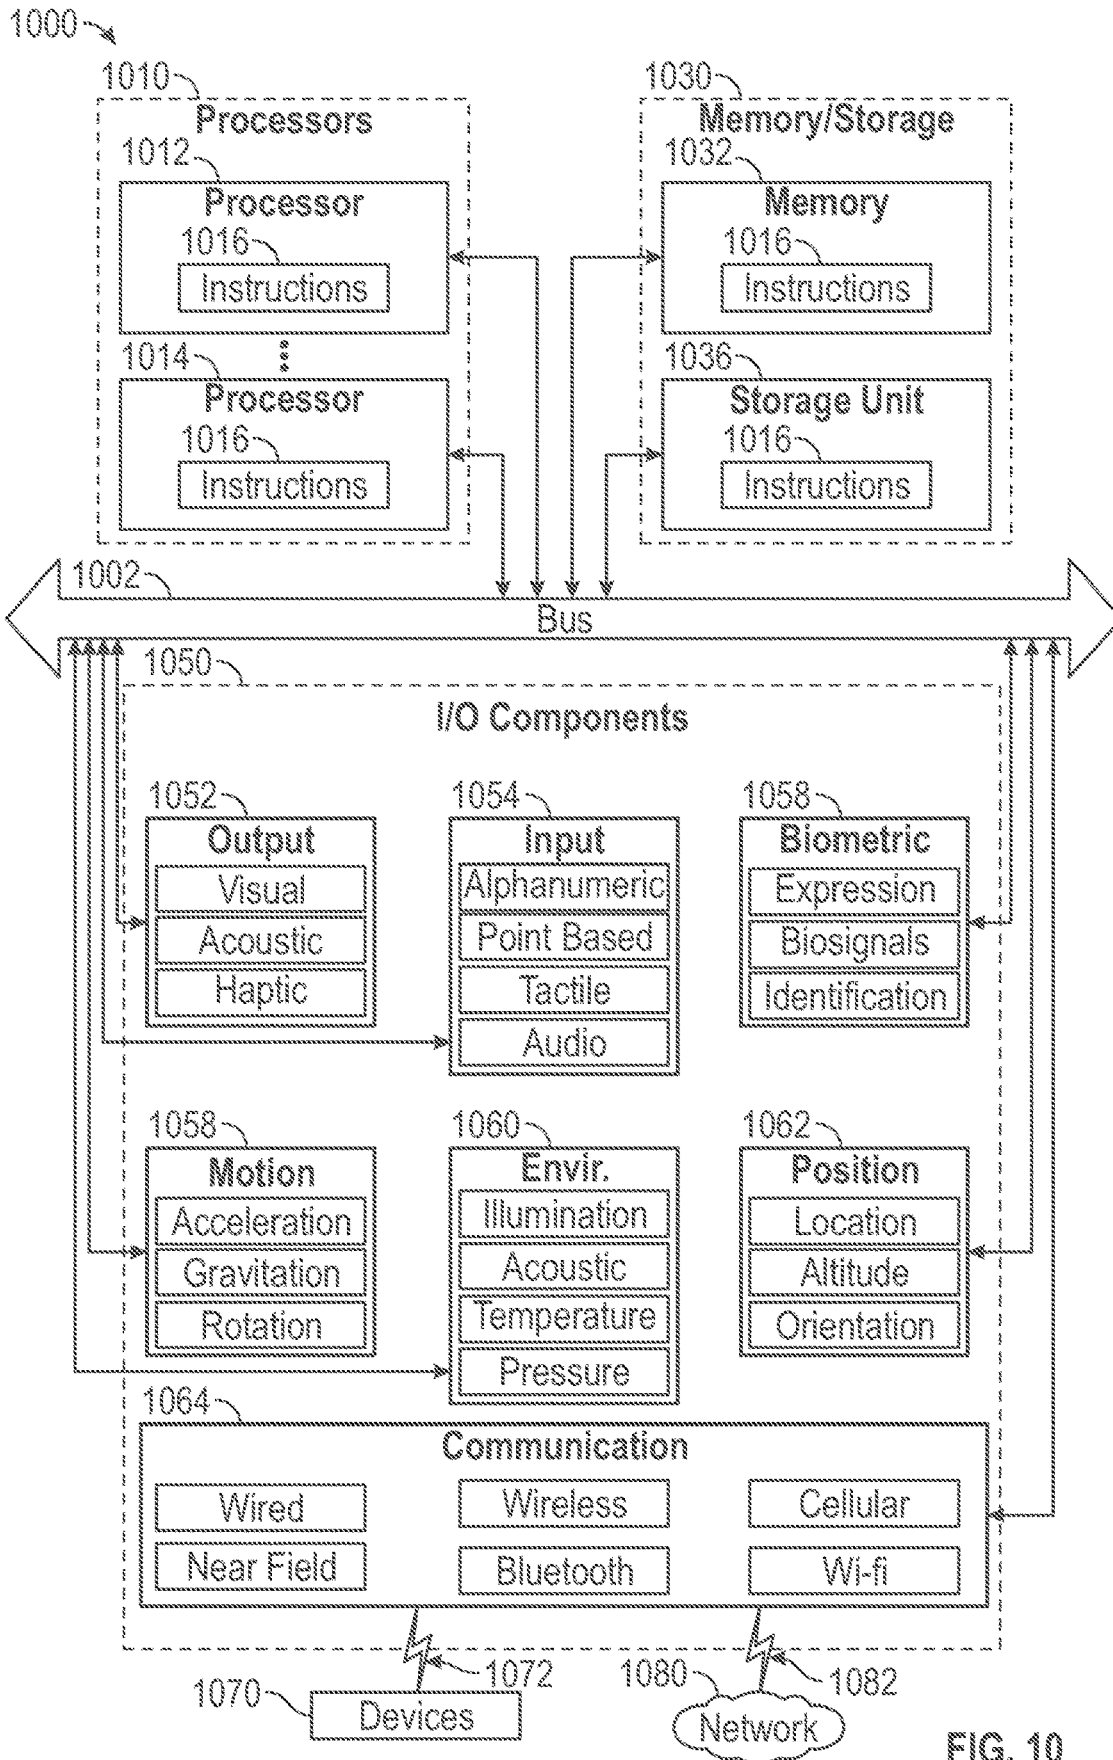 1000
1010
Processors
1012
Processor
1016
Instructions
1014
Processor
1016
Instructions
1030
Memory/Storage
1032
Memory
1016
Instructions
1036
Storage Unit
1016
Instructions
1002
Bus
1050
I/O Components
1052
Output
Visual
Acoustic
Haptic
1054
Input
Alphanumeric
Point Based
Tactile
Audio
1058
Biometric
Expression
Biosignals
Identification
1058
Motion
Acceleration
Gravitation
Rotation
1060
Envir.
Illumination
Acoustic
Temperature
Pressure
1062
Position
Location
Altitude
Orientation
1064
Communication
Wired
Wireless
Cellular
Near Field
Bluetooth
Wi-fi
1072
1070
Devices
1080
1082
Network
FIG. 10